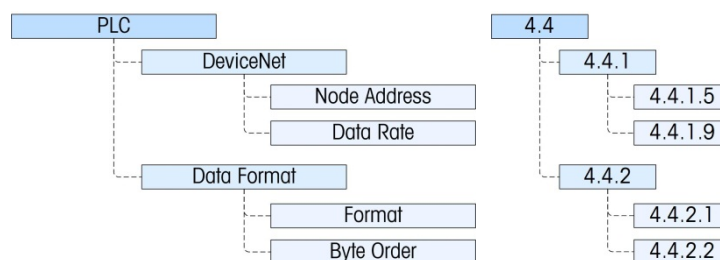 PLC 4.4
DeviceNet 4.4.1
Node Address 4.4.1.5
Data Rate 4.4.1.9
Data Format 4.4.2
Format 4.4.2.1
Byte Order 4.4.2.2